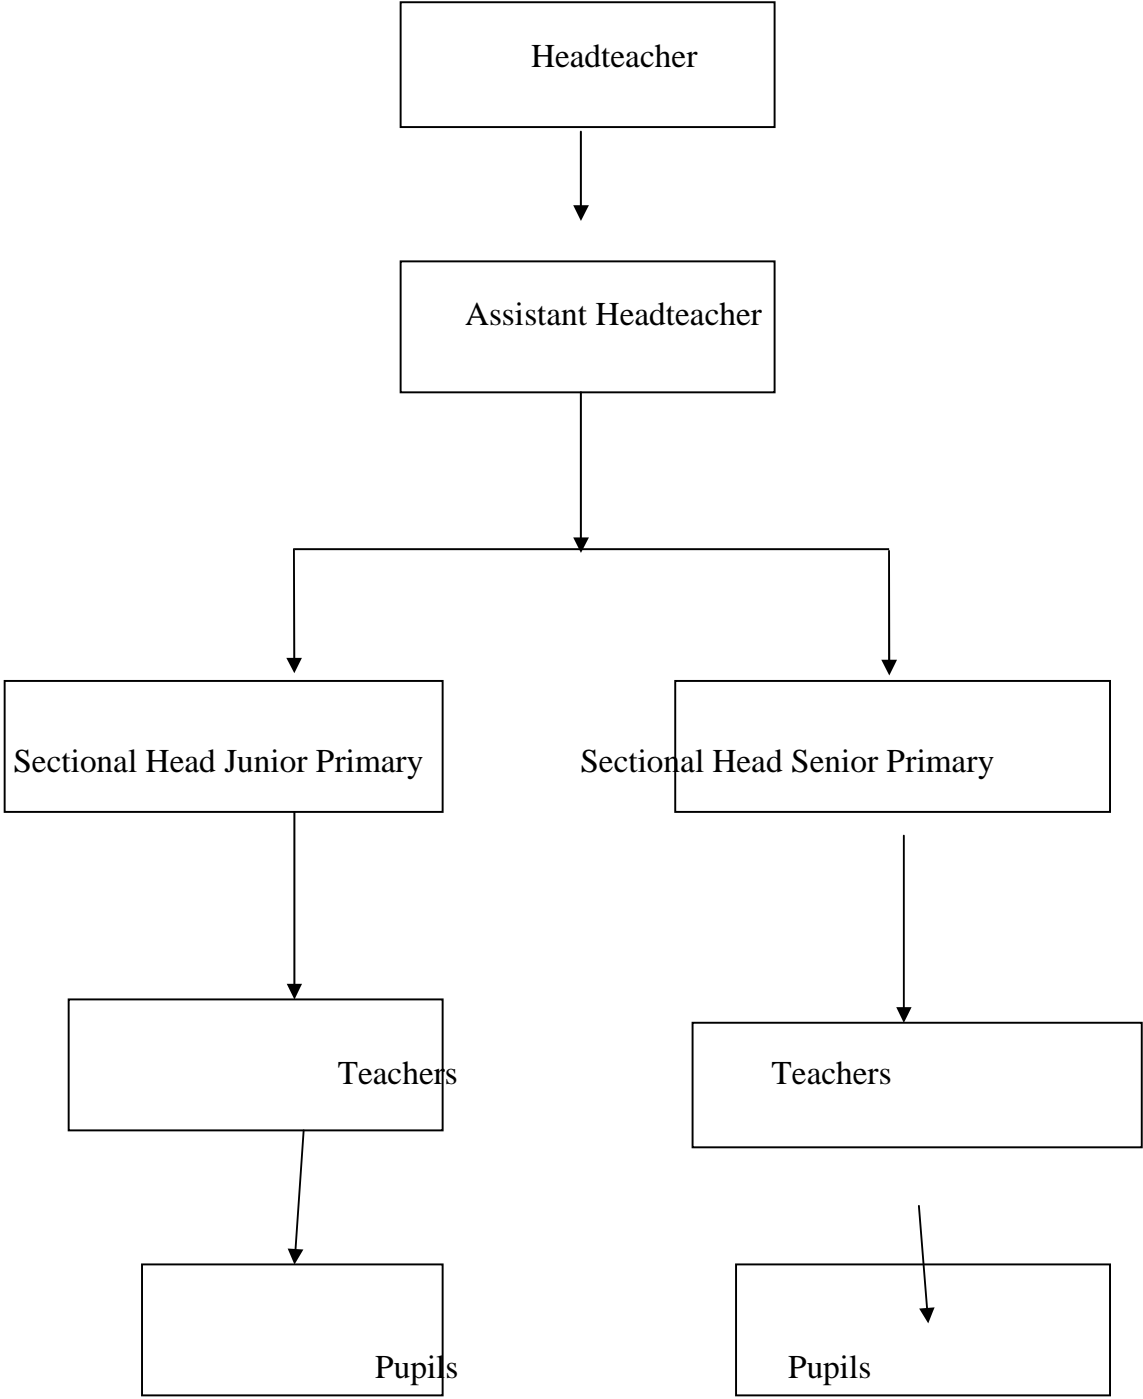 Headteacher
Assistant Headteacher
Sectional Head Junior Primary
Sectional Head Senior Primary
Teachers
Teachers
Pupils
Pupils